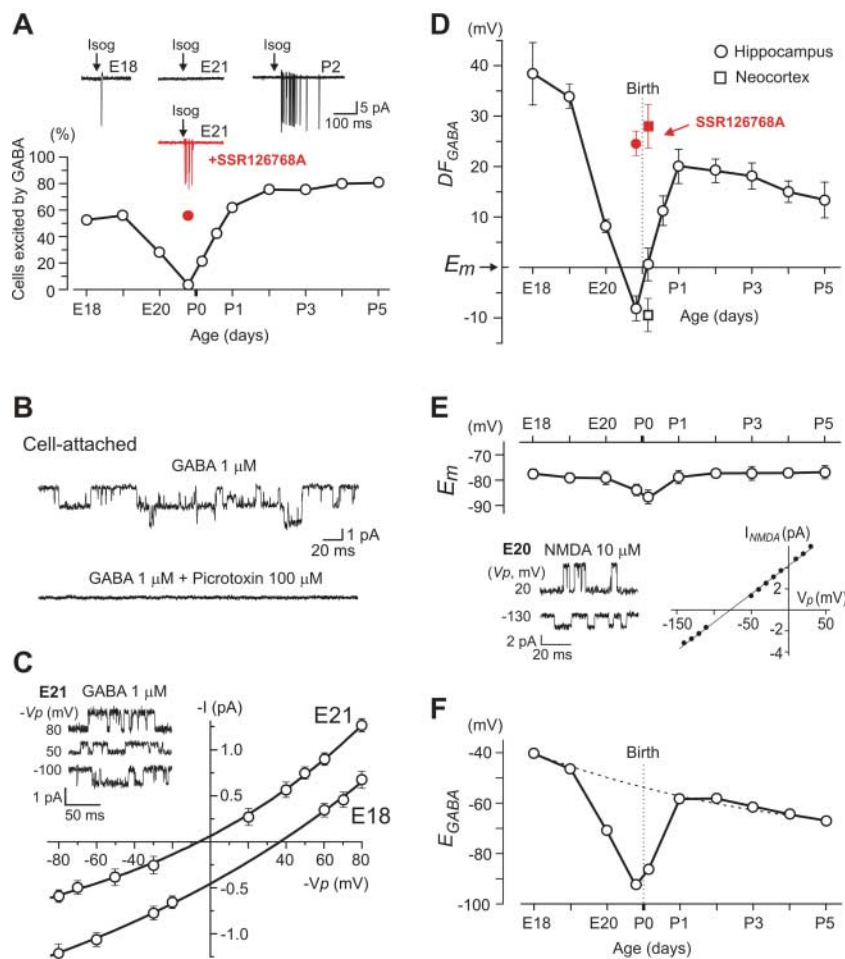 A
Isog
E18
Isog
E21
Isog
P2
5 pA
100 ms
Isog
E21
+SSR126768A
(%)
Cells excited by GABA
100
80
60
40
20
0
E18 E20 P0 P1 P3 P5
Age (days)
B
Cell-attached
GABA 1 µM
1 pA
20 ms
GABA 1 µM + Picrotoxin 100 µM
C
E21 GABA 1 µM
-Vp (mV)
80
50
-100
1 pA
50 ms
-I (pA)
E21
E18
1.0
0.5
-0.5
-1.0
-80 -40 0 20 40 60 80
-Vp (mV)
D
(mV)
Hippocampus
Neocortex
Birth
SSR126768A
DF_GABA
40
30
20
10
-10
Em
E18 E20 P1 P3 P5
Age (days)
E
(mV)
E18 E20 P0 P1 P3 P5
Em
-70
-80
-90
E20 NMDA 10 µM
(Vp, mV)
20
-130
2 pA
20 ms
I_NMDA (pA)
Vp (mV)
2
-2
-4
-150 -50 50
F
(mV)
Birth
E_GABA
-40
-60
-80
-100
E18 E20 P0 P1 P3 P5
Age (days)